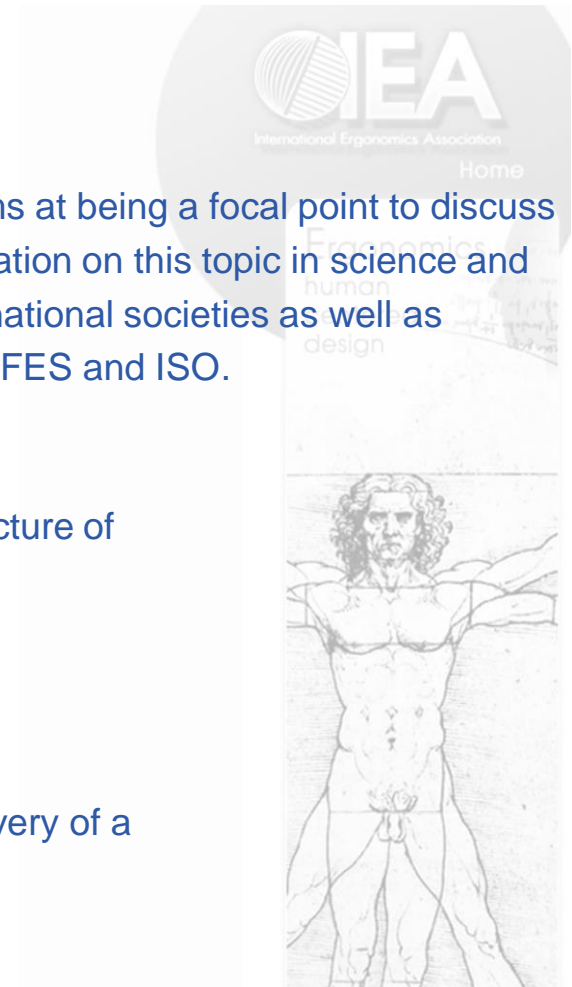 IEA
International Ergonomics Association
Home
ns at being a focal point to discuss
ation on this topic in science and
national societies as well as
FES and ISO.
Ergonomics
human
design
cture of
very of a